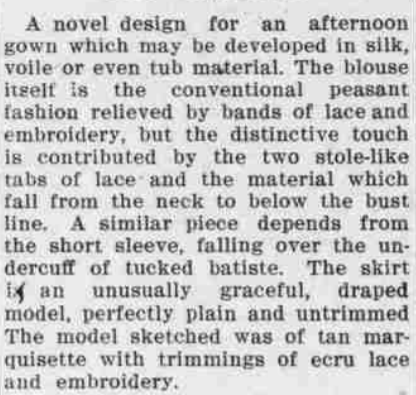 A novel design for an afternoon
gown which may be developed in silk,
voile or even tub material. The blouse
itself is the conventional peasant
fashion relieved by bands of lace and
embroidery, but the distinctive touch
is contributed by the two stole-like
tabs of lace and the material which
fall from the neck to below the bust
line. A similar piece depends from
the short sleeve, falling over the un-
dercuff of tucked batiste. The skirt
is an unusually graceful, draped
model, perfectly plain and untrimmed
The model sketched was of tan mar-
quisette with trimmings of ecru lace
and embroidery.